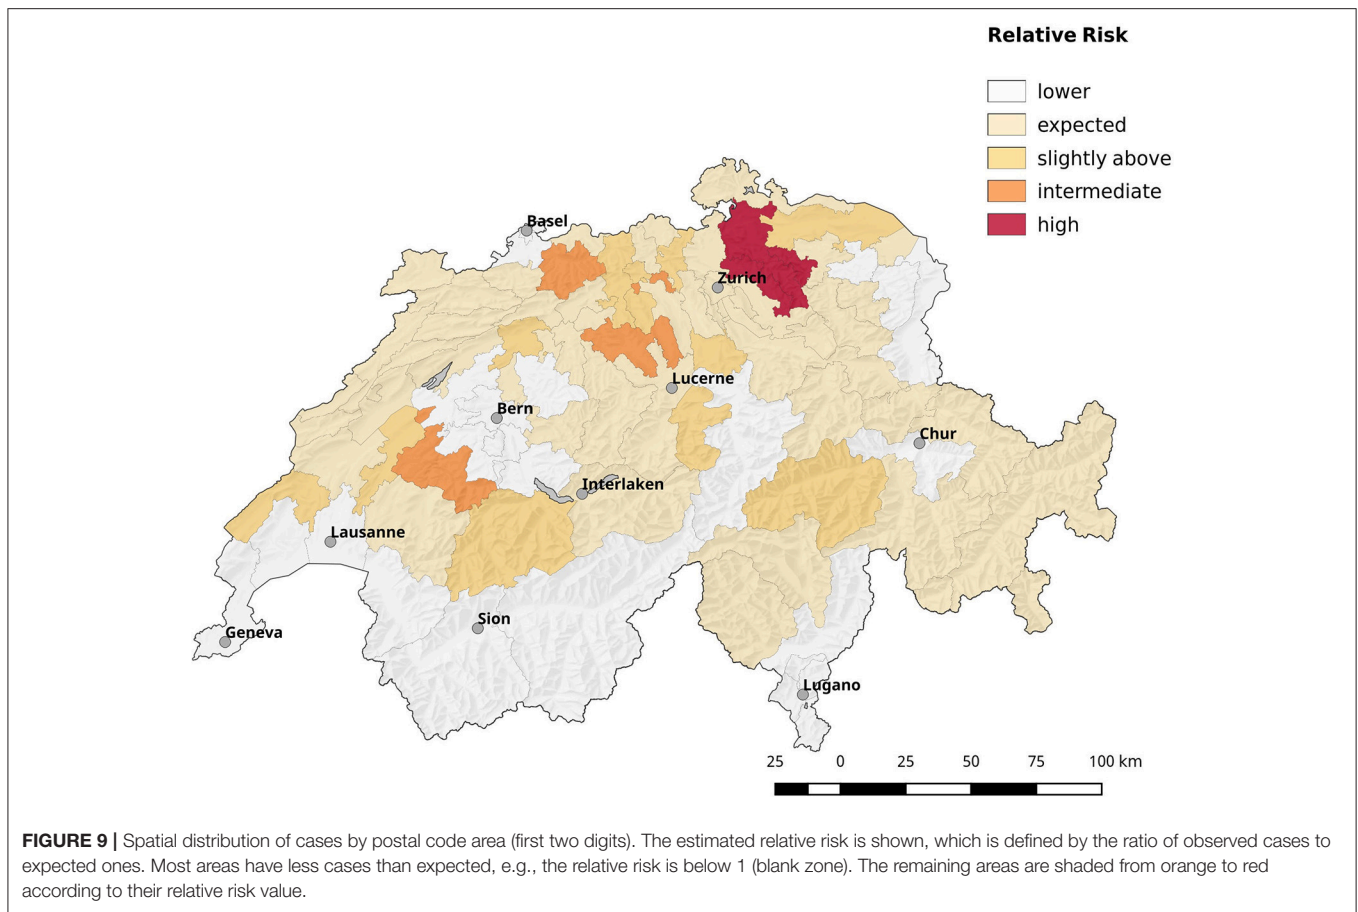 Relative Risk
lower
expected
slightly above
intermediate
high
Basel
Zurich
Lucerne
Bern
Chur
Interlaken
Lausanne
Sion
Geneva
Lugano
25 0 25 50 75 100 km
FIGURE 9 | Spatial distribution of cases by postal code area (first two digits). The estimated relative risk is shown, which is defined by the ratio of observed cases to
expected ones. Most areas have less cases than expected, e.g., the relative risk is below 1 (blank zone). The remaining areas are shaded from orange to red
according to their relative risk value.